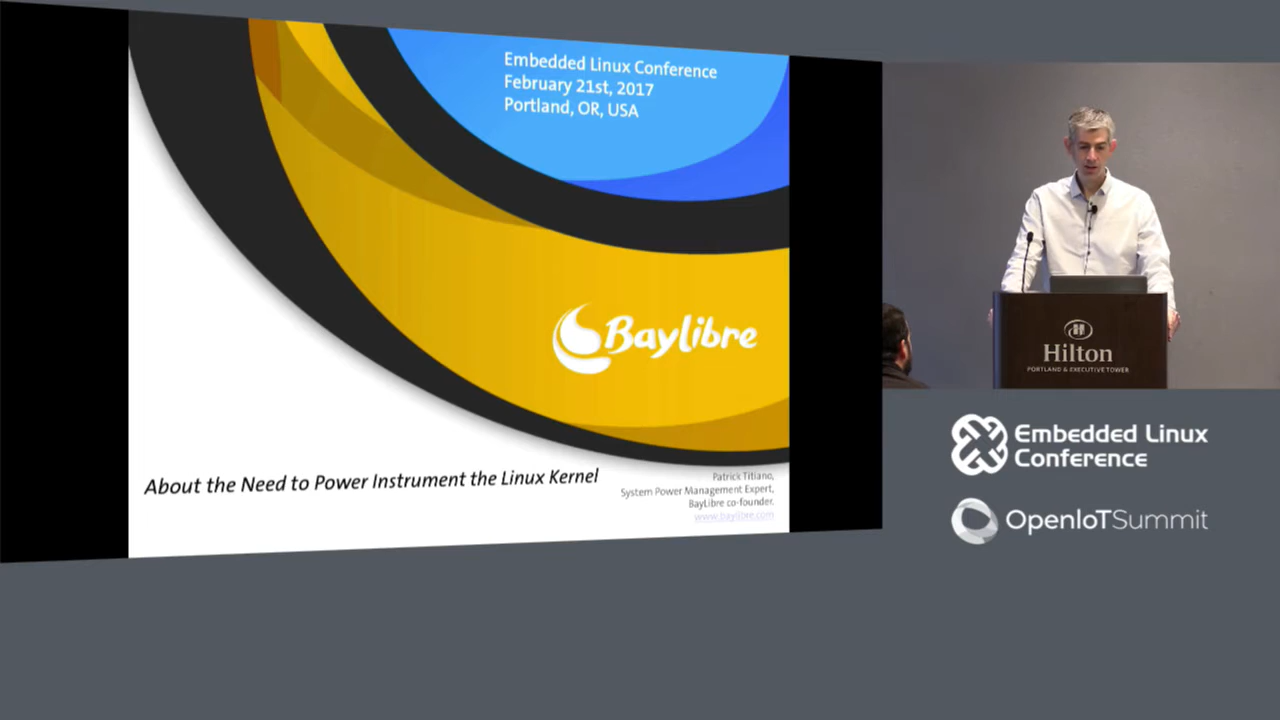 Embedded Linux Conference
February 21st, 2017
Portland, OR, USA
Baylibre
About the Need to Power Instrument the Linux Kernel
Patrick Titiano,
System Power Management Expert,
BayLibre co-founder.
www.baylibre.com
Hilton
PORTLAND & EXECUTIVE TOWER
Embedded Linux
Conference
OpenIoTSummit